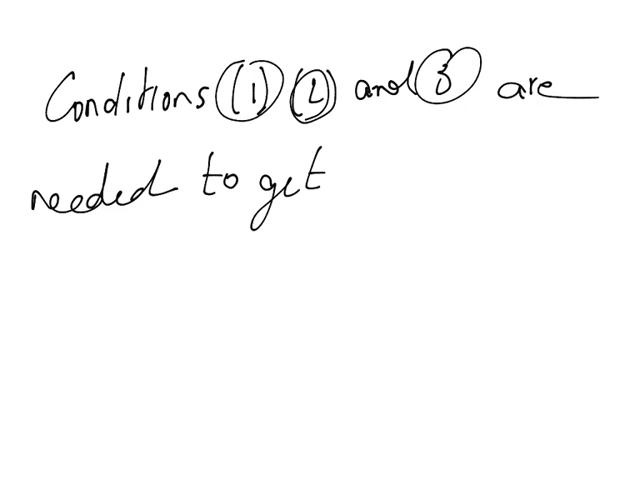 Conditions (1) (2) and 3 are
needed to get